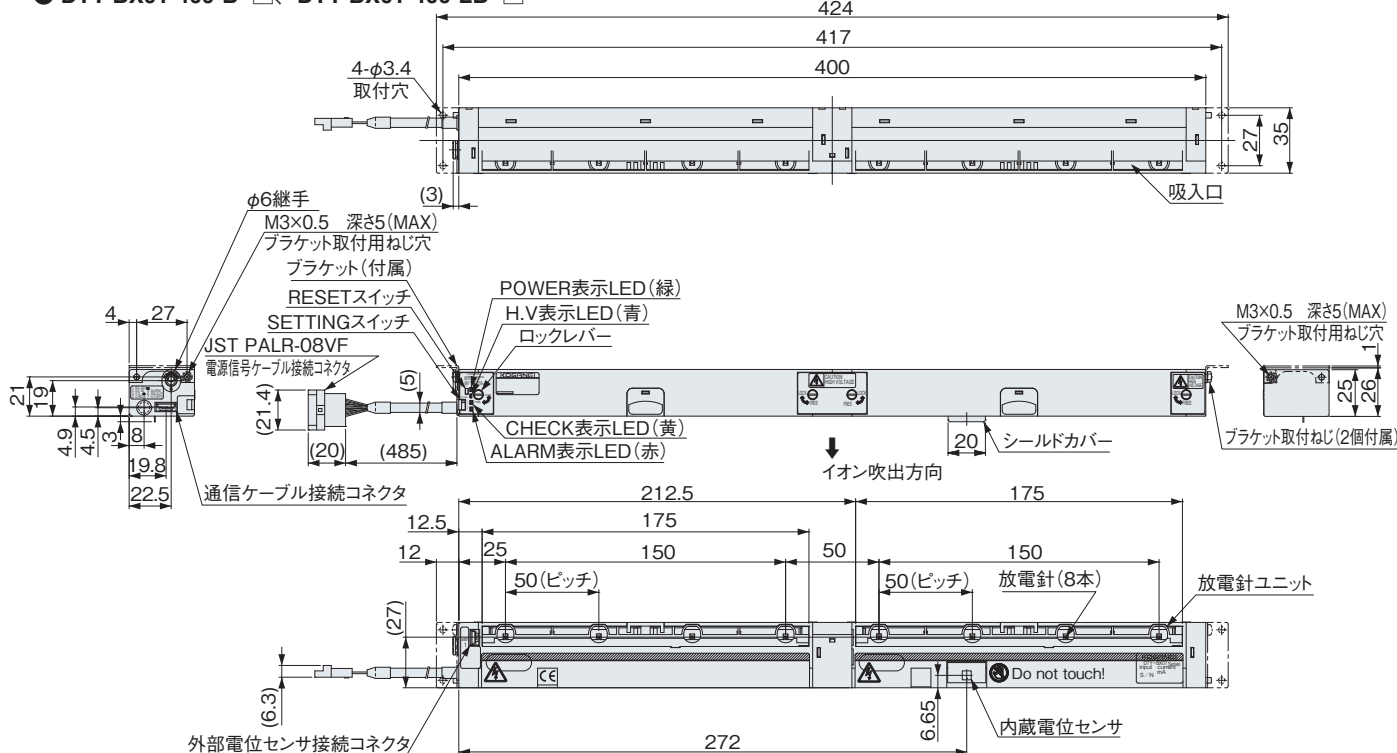 424
417
400
4-φ3.4
取付穴
27
35
(3)
吸入口
φ6継手
M3×0.5 深さ5(MAX)
ブラケット取付用ねじ穴
ブラケット(付属)
RESETスイッチ
SETTINGスイッチ
JST PALR-08VF
電源信号ケーブル接続コネクタ
POWER表示LED(緑)
H.V表示LED(青)
ロックレバー
KOGANEI
CAUTION
HIGH VOLTAGE
M3×0.5 深さ5(MAX)
ブラケット取付用ねじ穴
1
4
27
21
19
4.9
4.5
3
8
19.8
22.5
(21.4)
(20)
(485)
(5)
CHECK表示LED(黄)
ALARM表示LED(赤)
20
シールドカバー
25
26
ブラケット取付ねじ(2個付属)
イオン吹出方向
通信ケーブル接続コネクタ
212.5
175
12.5
175
12
25
150
50
150
50(ピッチ)
50(ピッチ)
放電針(8本)
放電針ユニット
(27)
(6.3)
CE
Do not touch!
6.65
内蔵電位センサ
外部電位センサ接続コネクタ
272